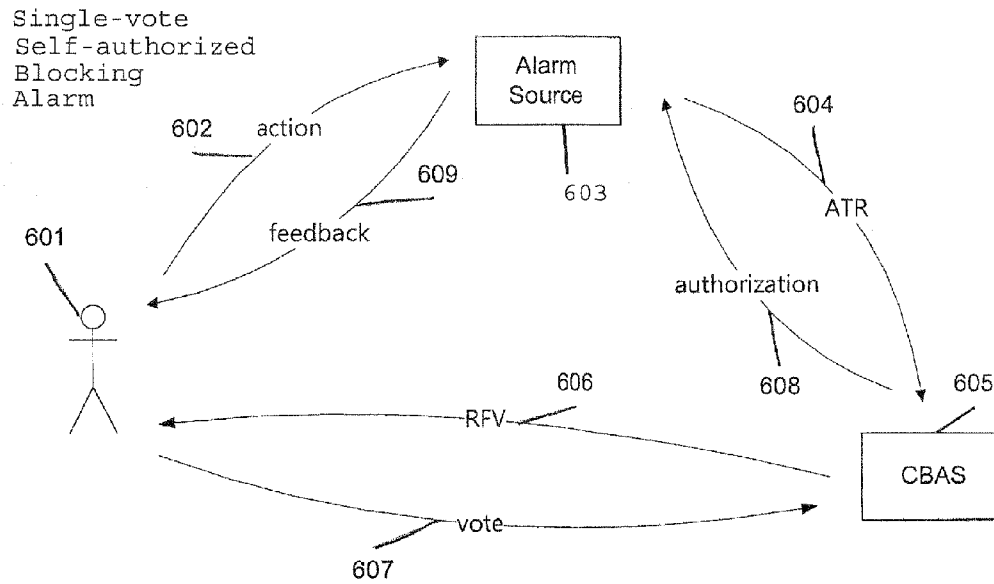 Single-vote
Self-authorized
Blocking
Alarm
Alarm
Source
602
action
604
609
603
ATR
601
feedback
authorization
606
608
605
RFV
CBAS
vote
607